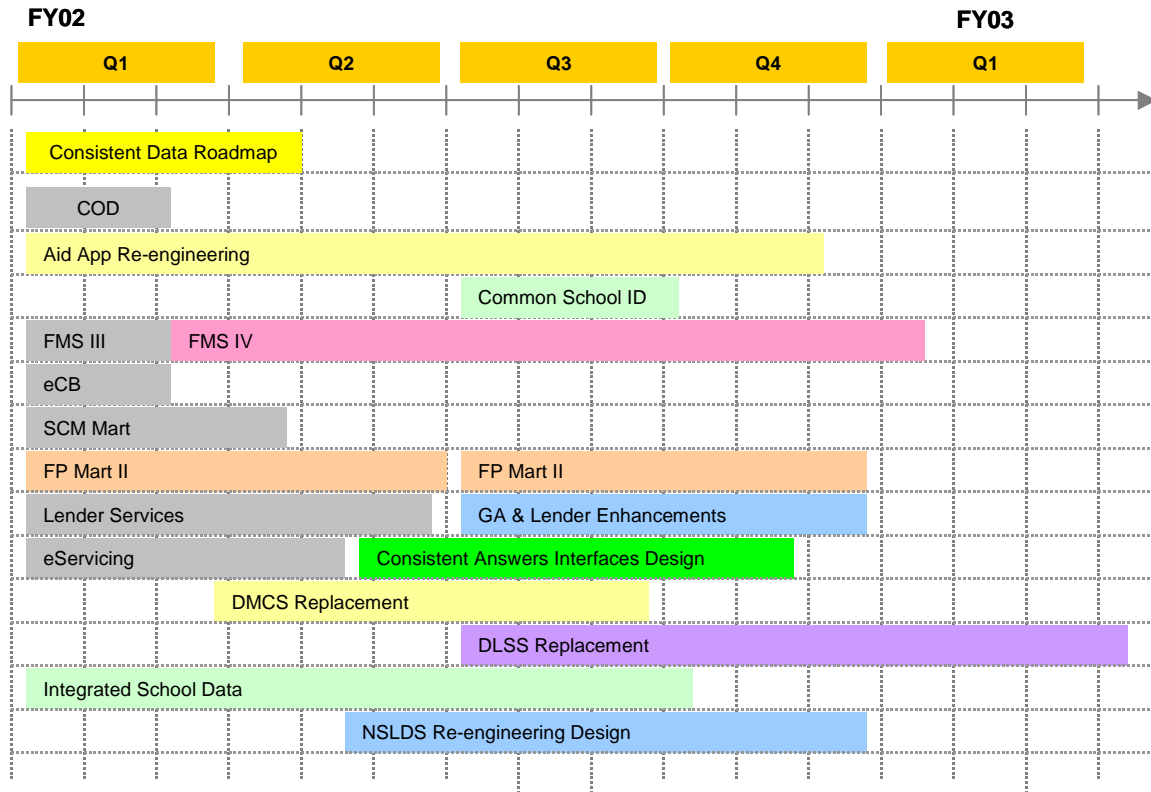 FY02 FY03
Q1 Q2 Q3 Q4 Q1
Consistent Data Roadmap
COD
Aid App Re-engineering
Common School ID
FMS III FMS IV
eCB
SCM Mart
FP Mart II FP Mart II
Lender Services GA & Lender Enhancements
eServicing Consistent Answers Interfaces Design
DMCS Replacement
DLSS Replacement
Integrated School Data
NSLDS Re-engineering Design